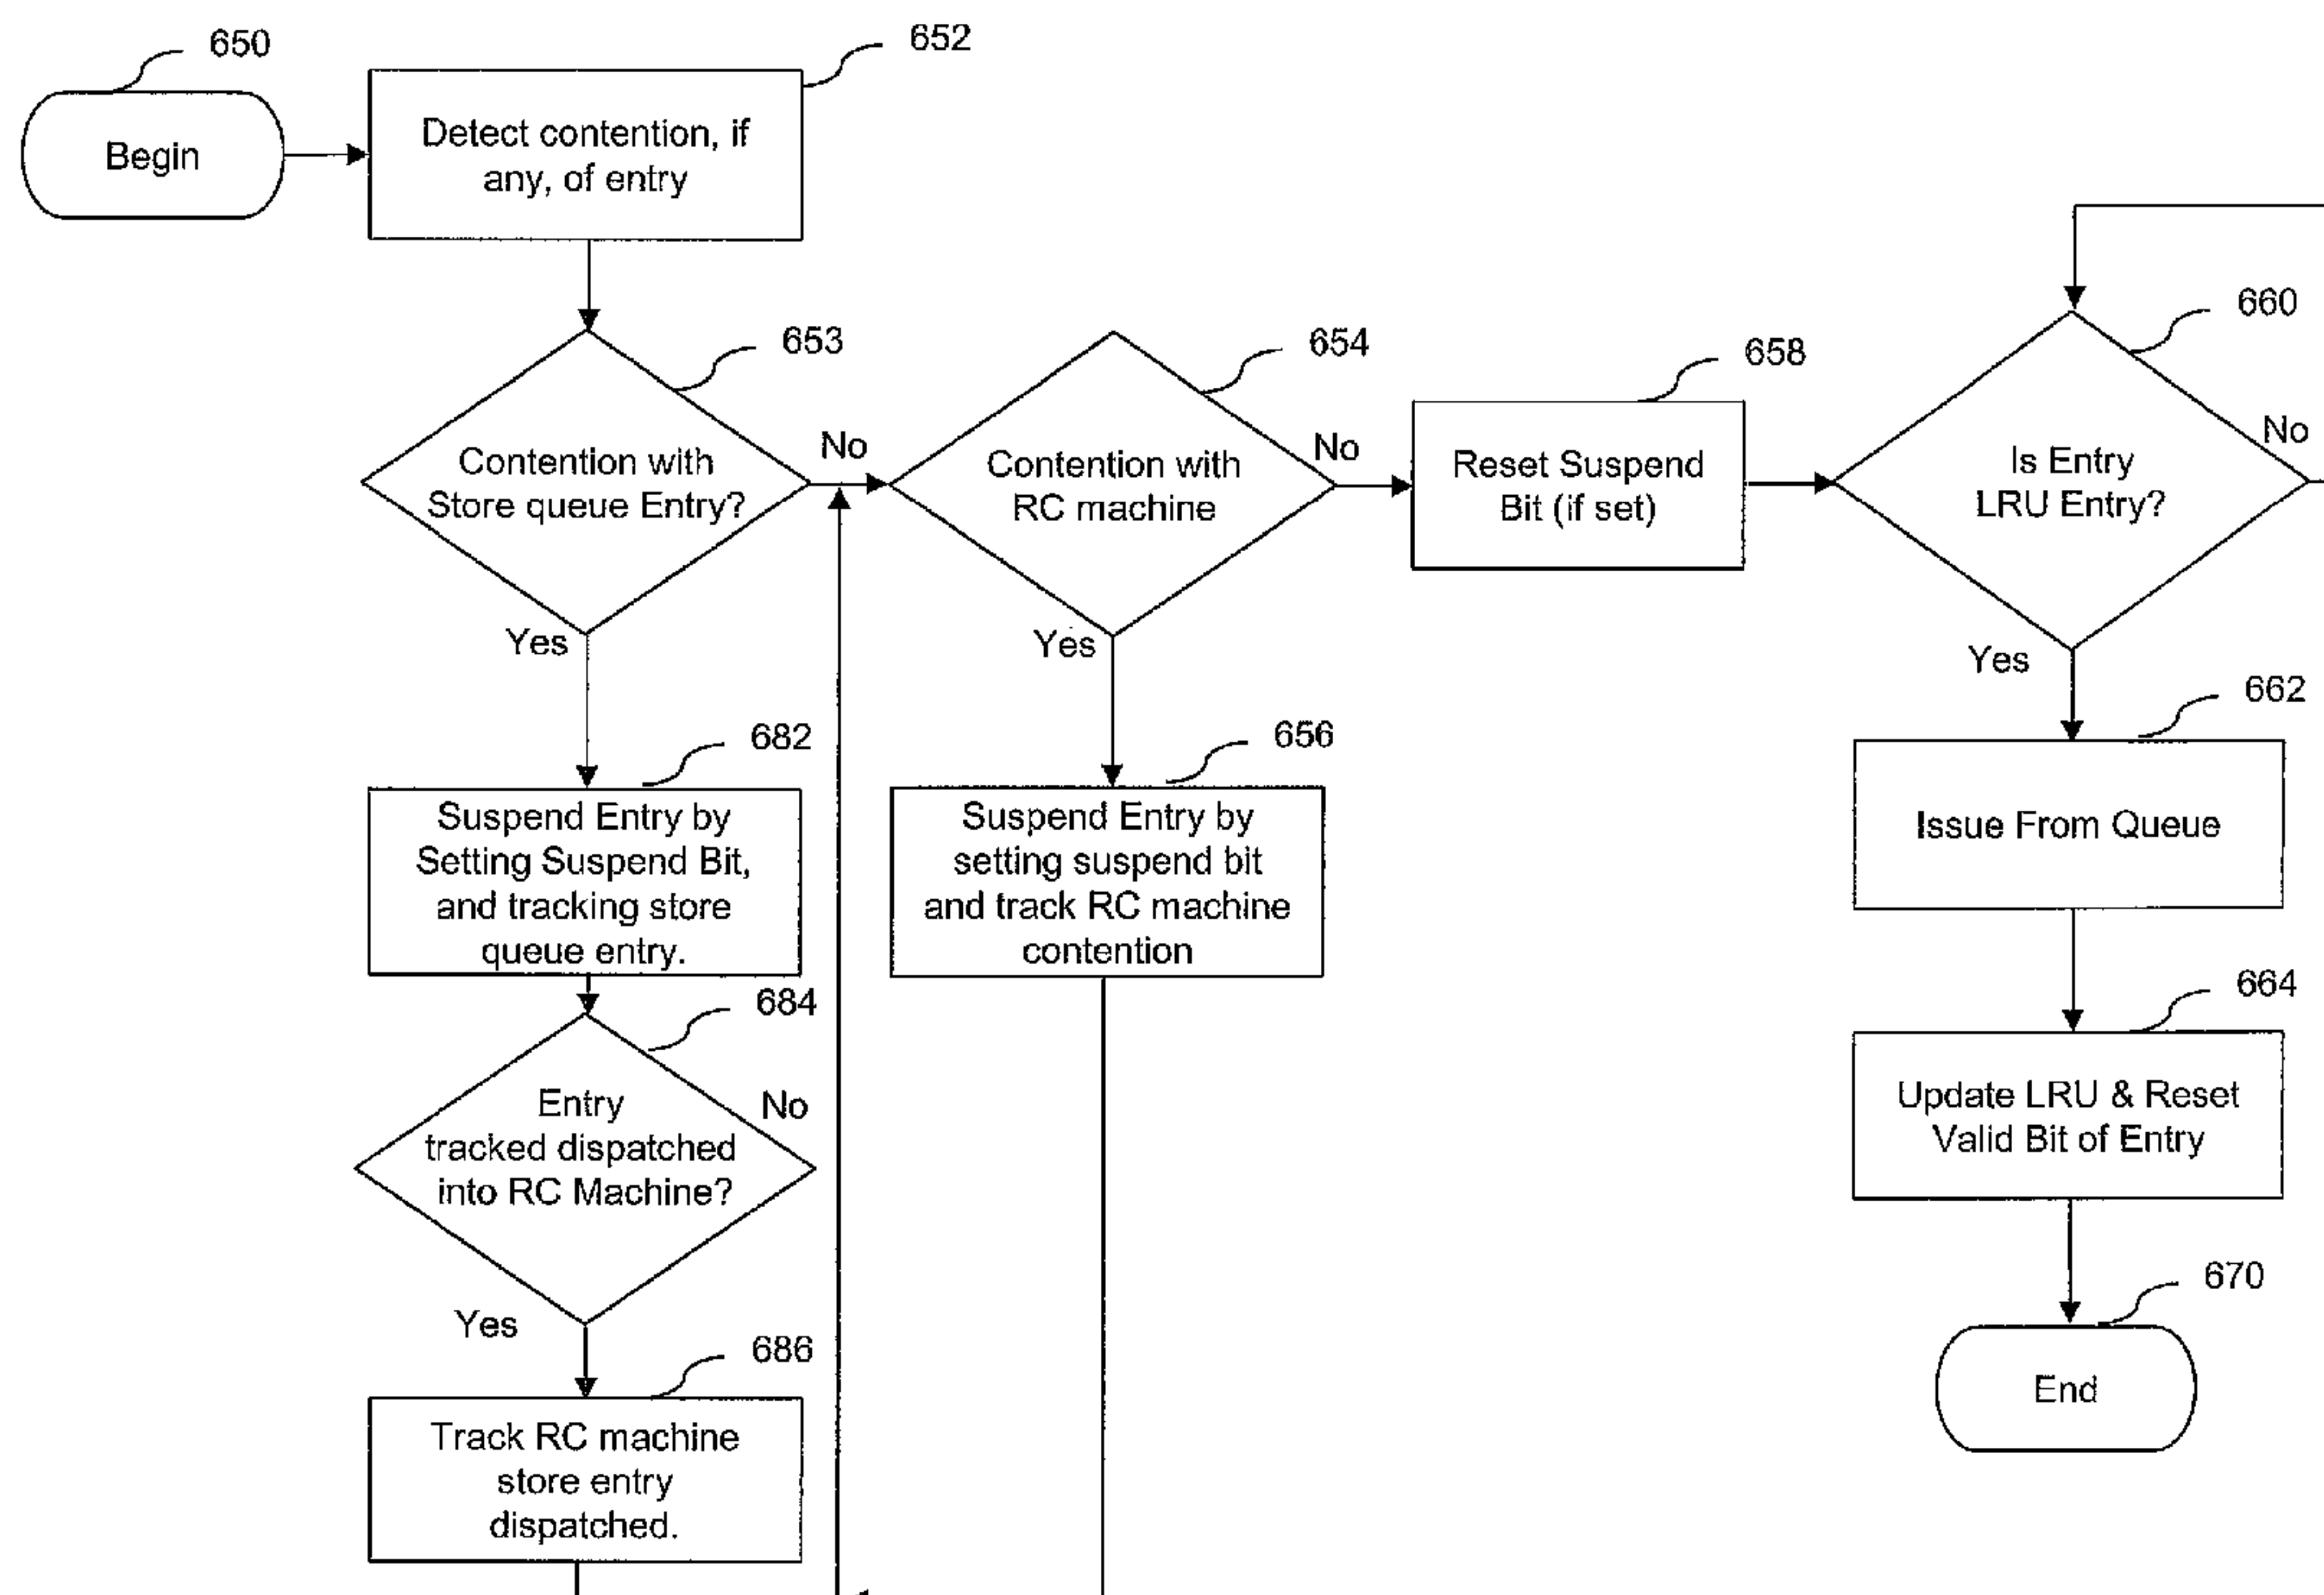 650
Begin
652
Detect contention, if
any, of entry
653
Contention with
Store queue Entry?
No
Yes
654
Contention with
RC machine
No
Yes
658
Reset Suspend
Bit (if set)
660
Is Entry
LRU Entry?
No
Yes
682
Suspend Entry by
Setting Suspend Bit,
and tracking store
queue entry.
656
Suspend Entry by
setting suspend bit
and track RC machine
contention
662
Issue From Queue
684
Entry
tracked dispatched
into RC Machine?
No
Yes
664
Update LRU & Reset
Valid Bit of Entry
686
Track RC machine
store entry
dispatched.
670
End